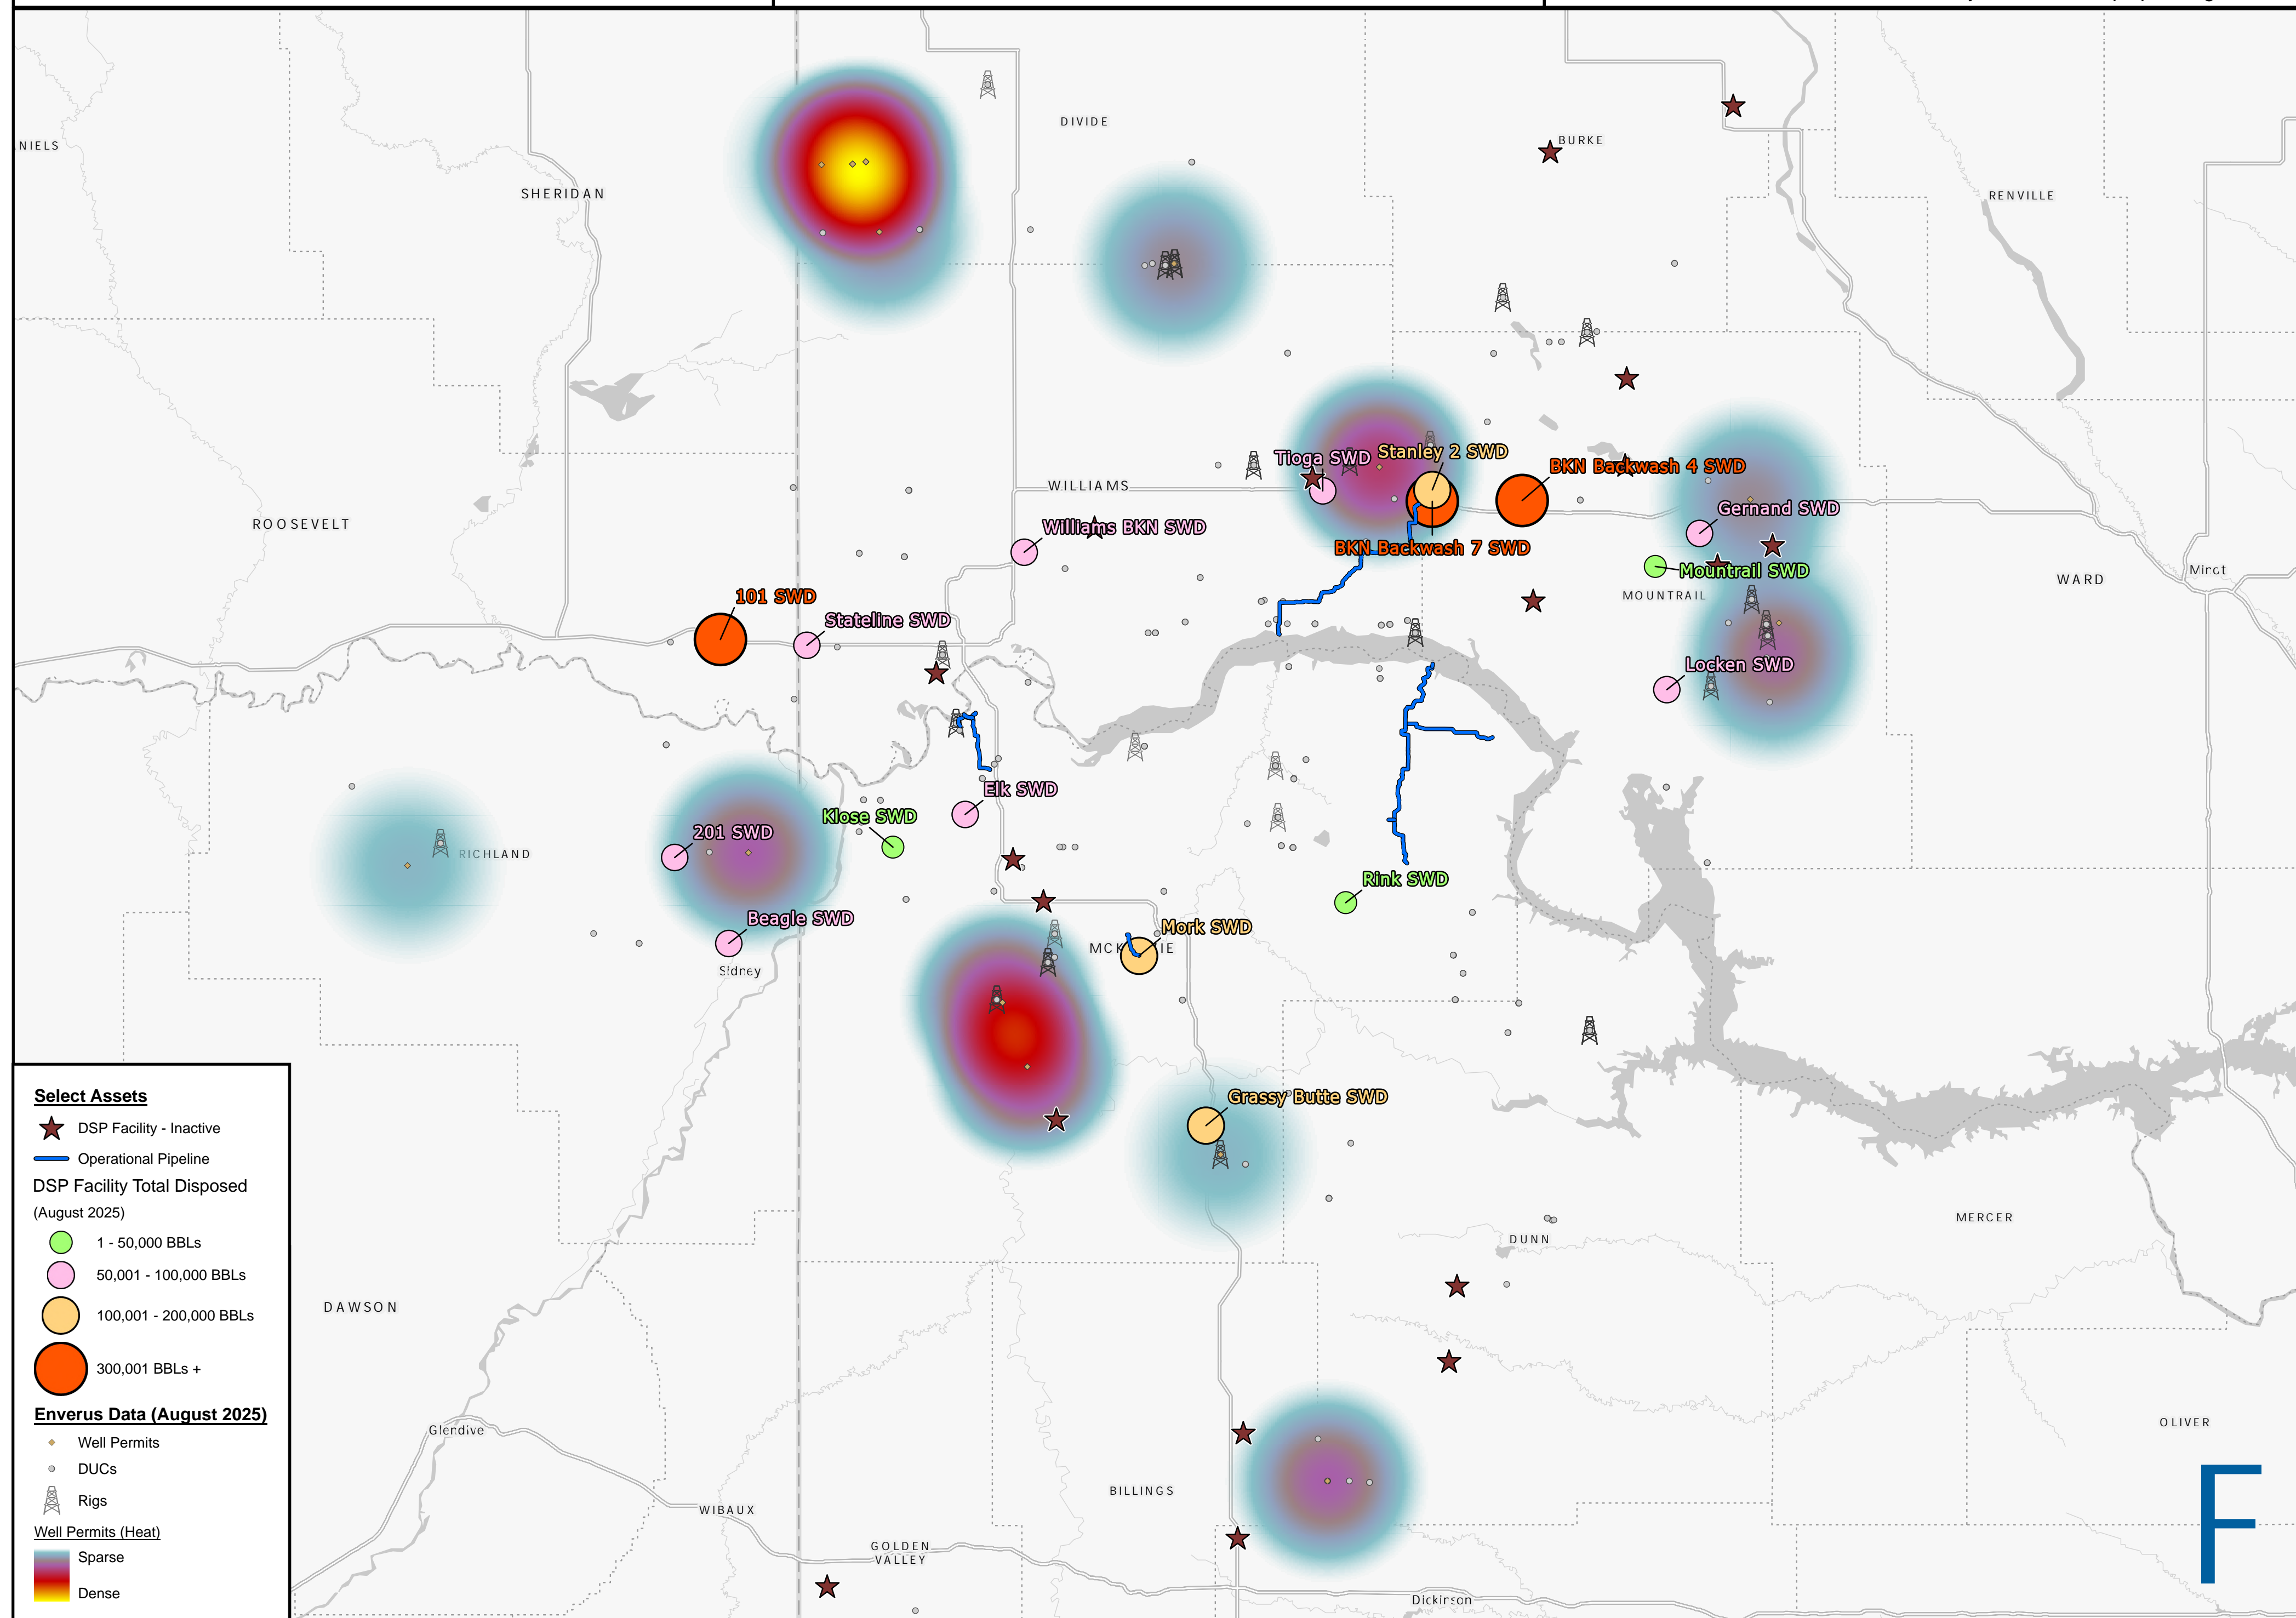 DIVIDE
BURKE
NIELS
SHERIDAN
RENVILLE
Tioga SWD
Stanley 2 SWD
BKN Backwash 4 SWD
WILLIAMS
Gernand SWD
ROOSEVELT
Williams BKN SWD
BKN Backwash 7 SWD
Mountrail SWD
Minot
WARD
MOUNTRAIL
101 SWD
Stateline SWD
Locken SWD
Elk SWD
Klose SWD
201 SWD
RICHLAND
Rink SWD
Beagle SWD
Mork SWD
MCK IE
Sidney
Grassy Butte SWD
Select Assets
DSP Facility - Inactive
Operational Pipeline
DSP Facility Total Disposed
(August 2025)
1 - 50,000 BBLs
50,001 - 100,000 BBLs
100,001 - 200,000 BBLs
300,001 BBLs +
Enverus Data (August 2025)
Well Permits
DUCs
Rigs
Well Permits (Heat)
Sparse
Dense
MERCER
DUNN
DAWSON
Glendive
OLIVER
BILLINGS
WIBAUX
GOLDEN
VALLEY
Dickinson
F